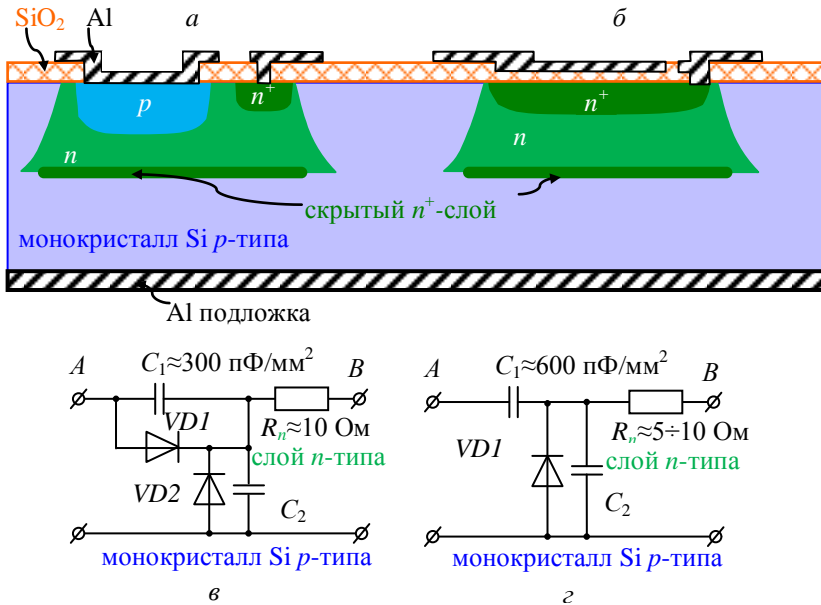 SiO2 Al а б
p n+ n+
n n
скрытый n+-слой
монокристалл Si p-типа
Al подложка
A C1≈300 пФ/мм2 B A C1≈600 пФ/мм2 B
VD1 Rn≈10 Ом VD1 Rn≈5÷10 Ом
слой n-типа слой n-типа
VD2 C2 C2
монокристалл Si p-типа монокристалл Si p-типа
в г